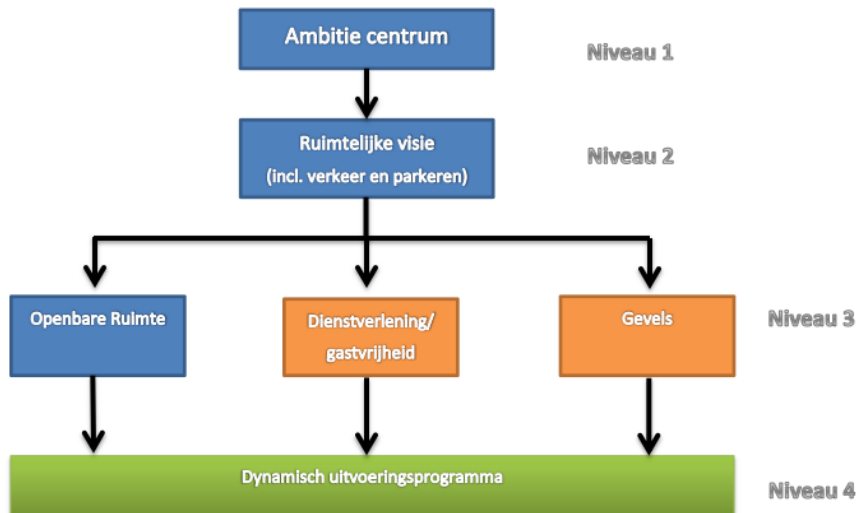 Ambitie centrum
Niveau 1
Ruimtelijke visie
(incl. verkeer en parkeren)
Niveau 2
Openbare Ruimte
Dienstverlening/
gastvrijheid
Gevels
Niveau 3
Dynamisch uitvoeringsprogramma
Niveau 4